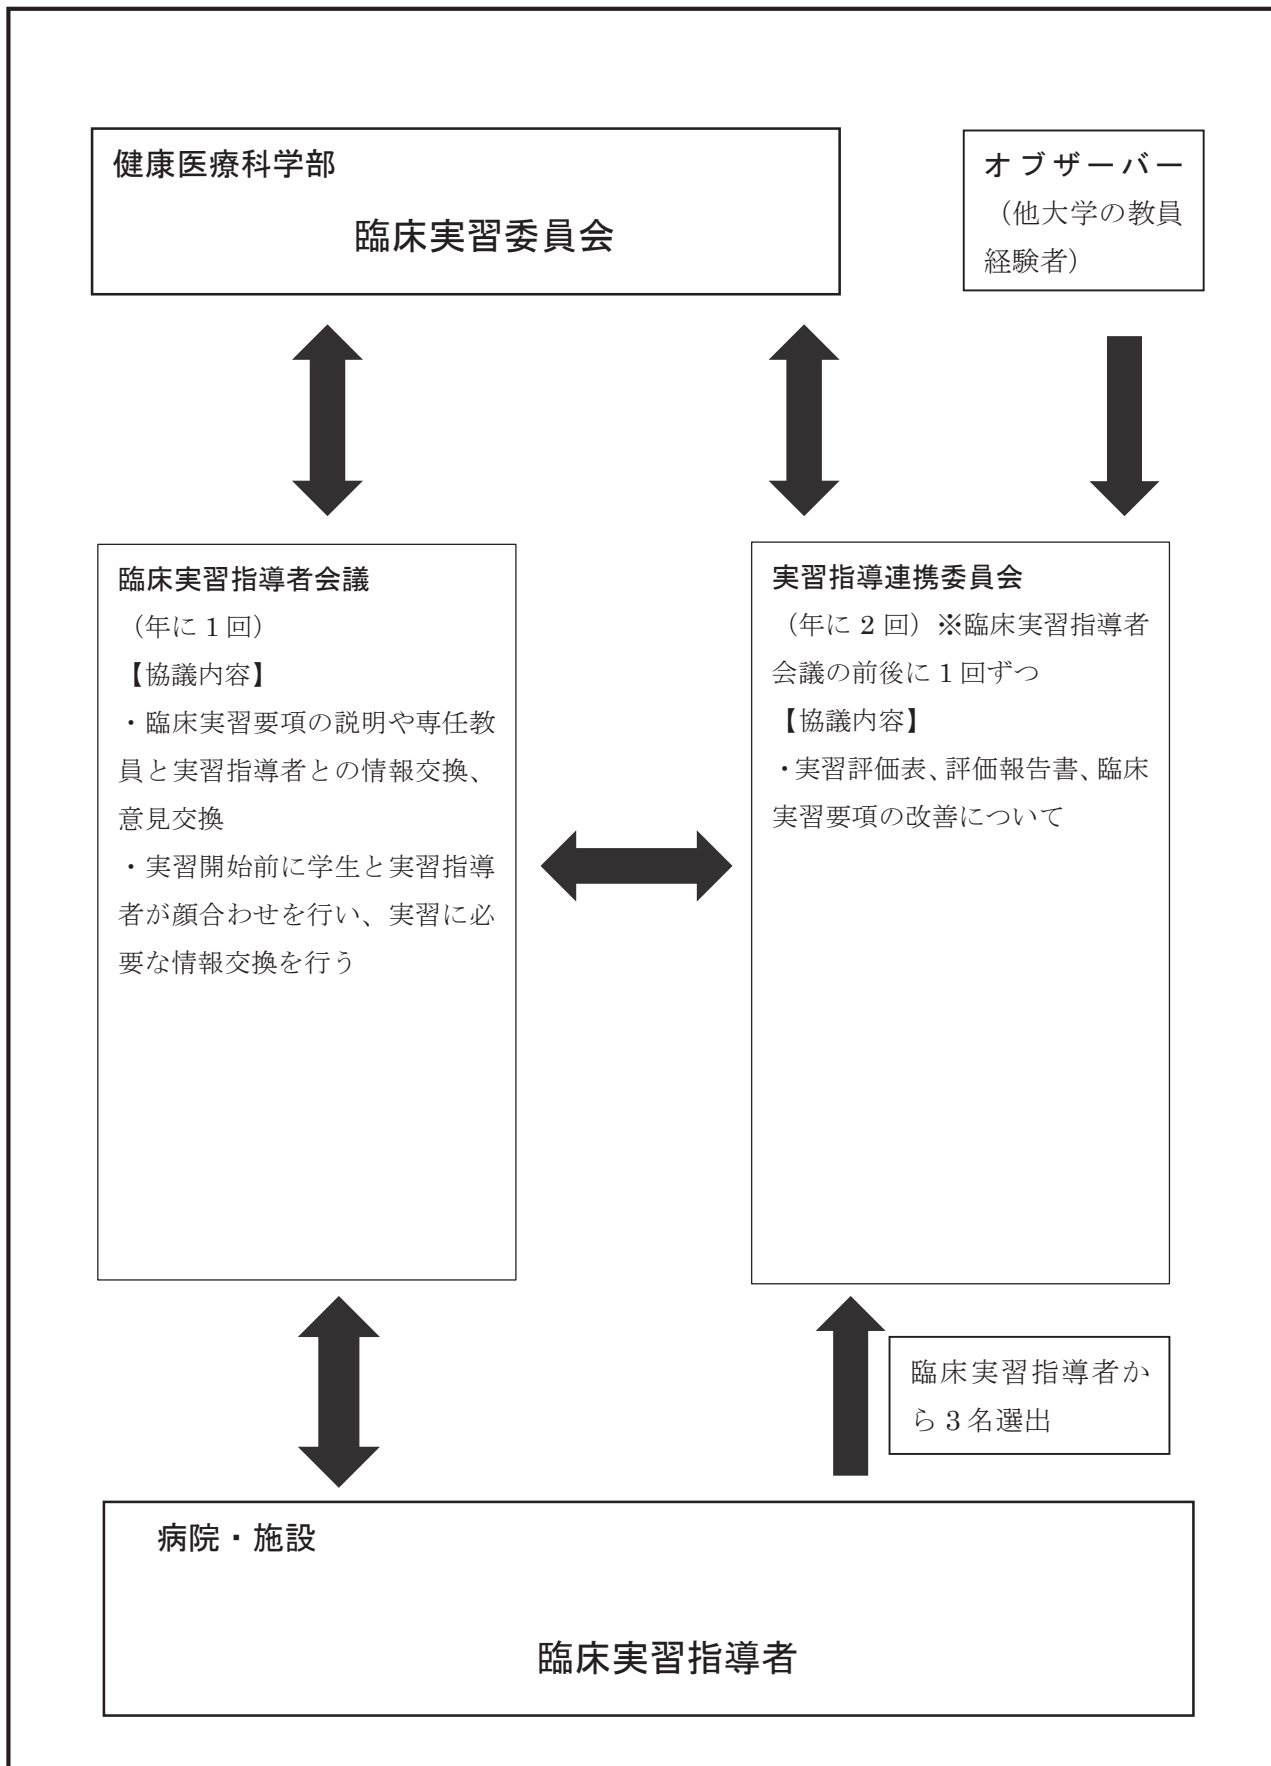 健康医療科学部
臨床実習委員会
オブザーバー
（他大学の教員
経験者）
臨床実習指導者会議
（年に 1 回）
【協議内容】
・臨床実習要項の説明や専任教
員と実習指導者との情報交換、
意見交換
・実習開始前に学生と実習指導
者が顔合わせを行い、実習に必
要な情報交換を行う
実習指導連携委員会
（年に 2 回）※臨床実習指導者
会議の前後に 1 回ずつ
【協議内容】
・実習評価表、評価報告書、臨床
実習要項の改善について
臨床実習指導者か
ら 3 名選出
病院・施設
臨床実習指導者